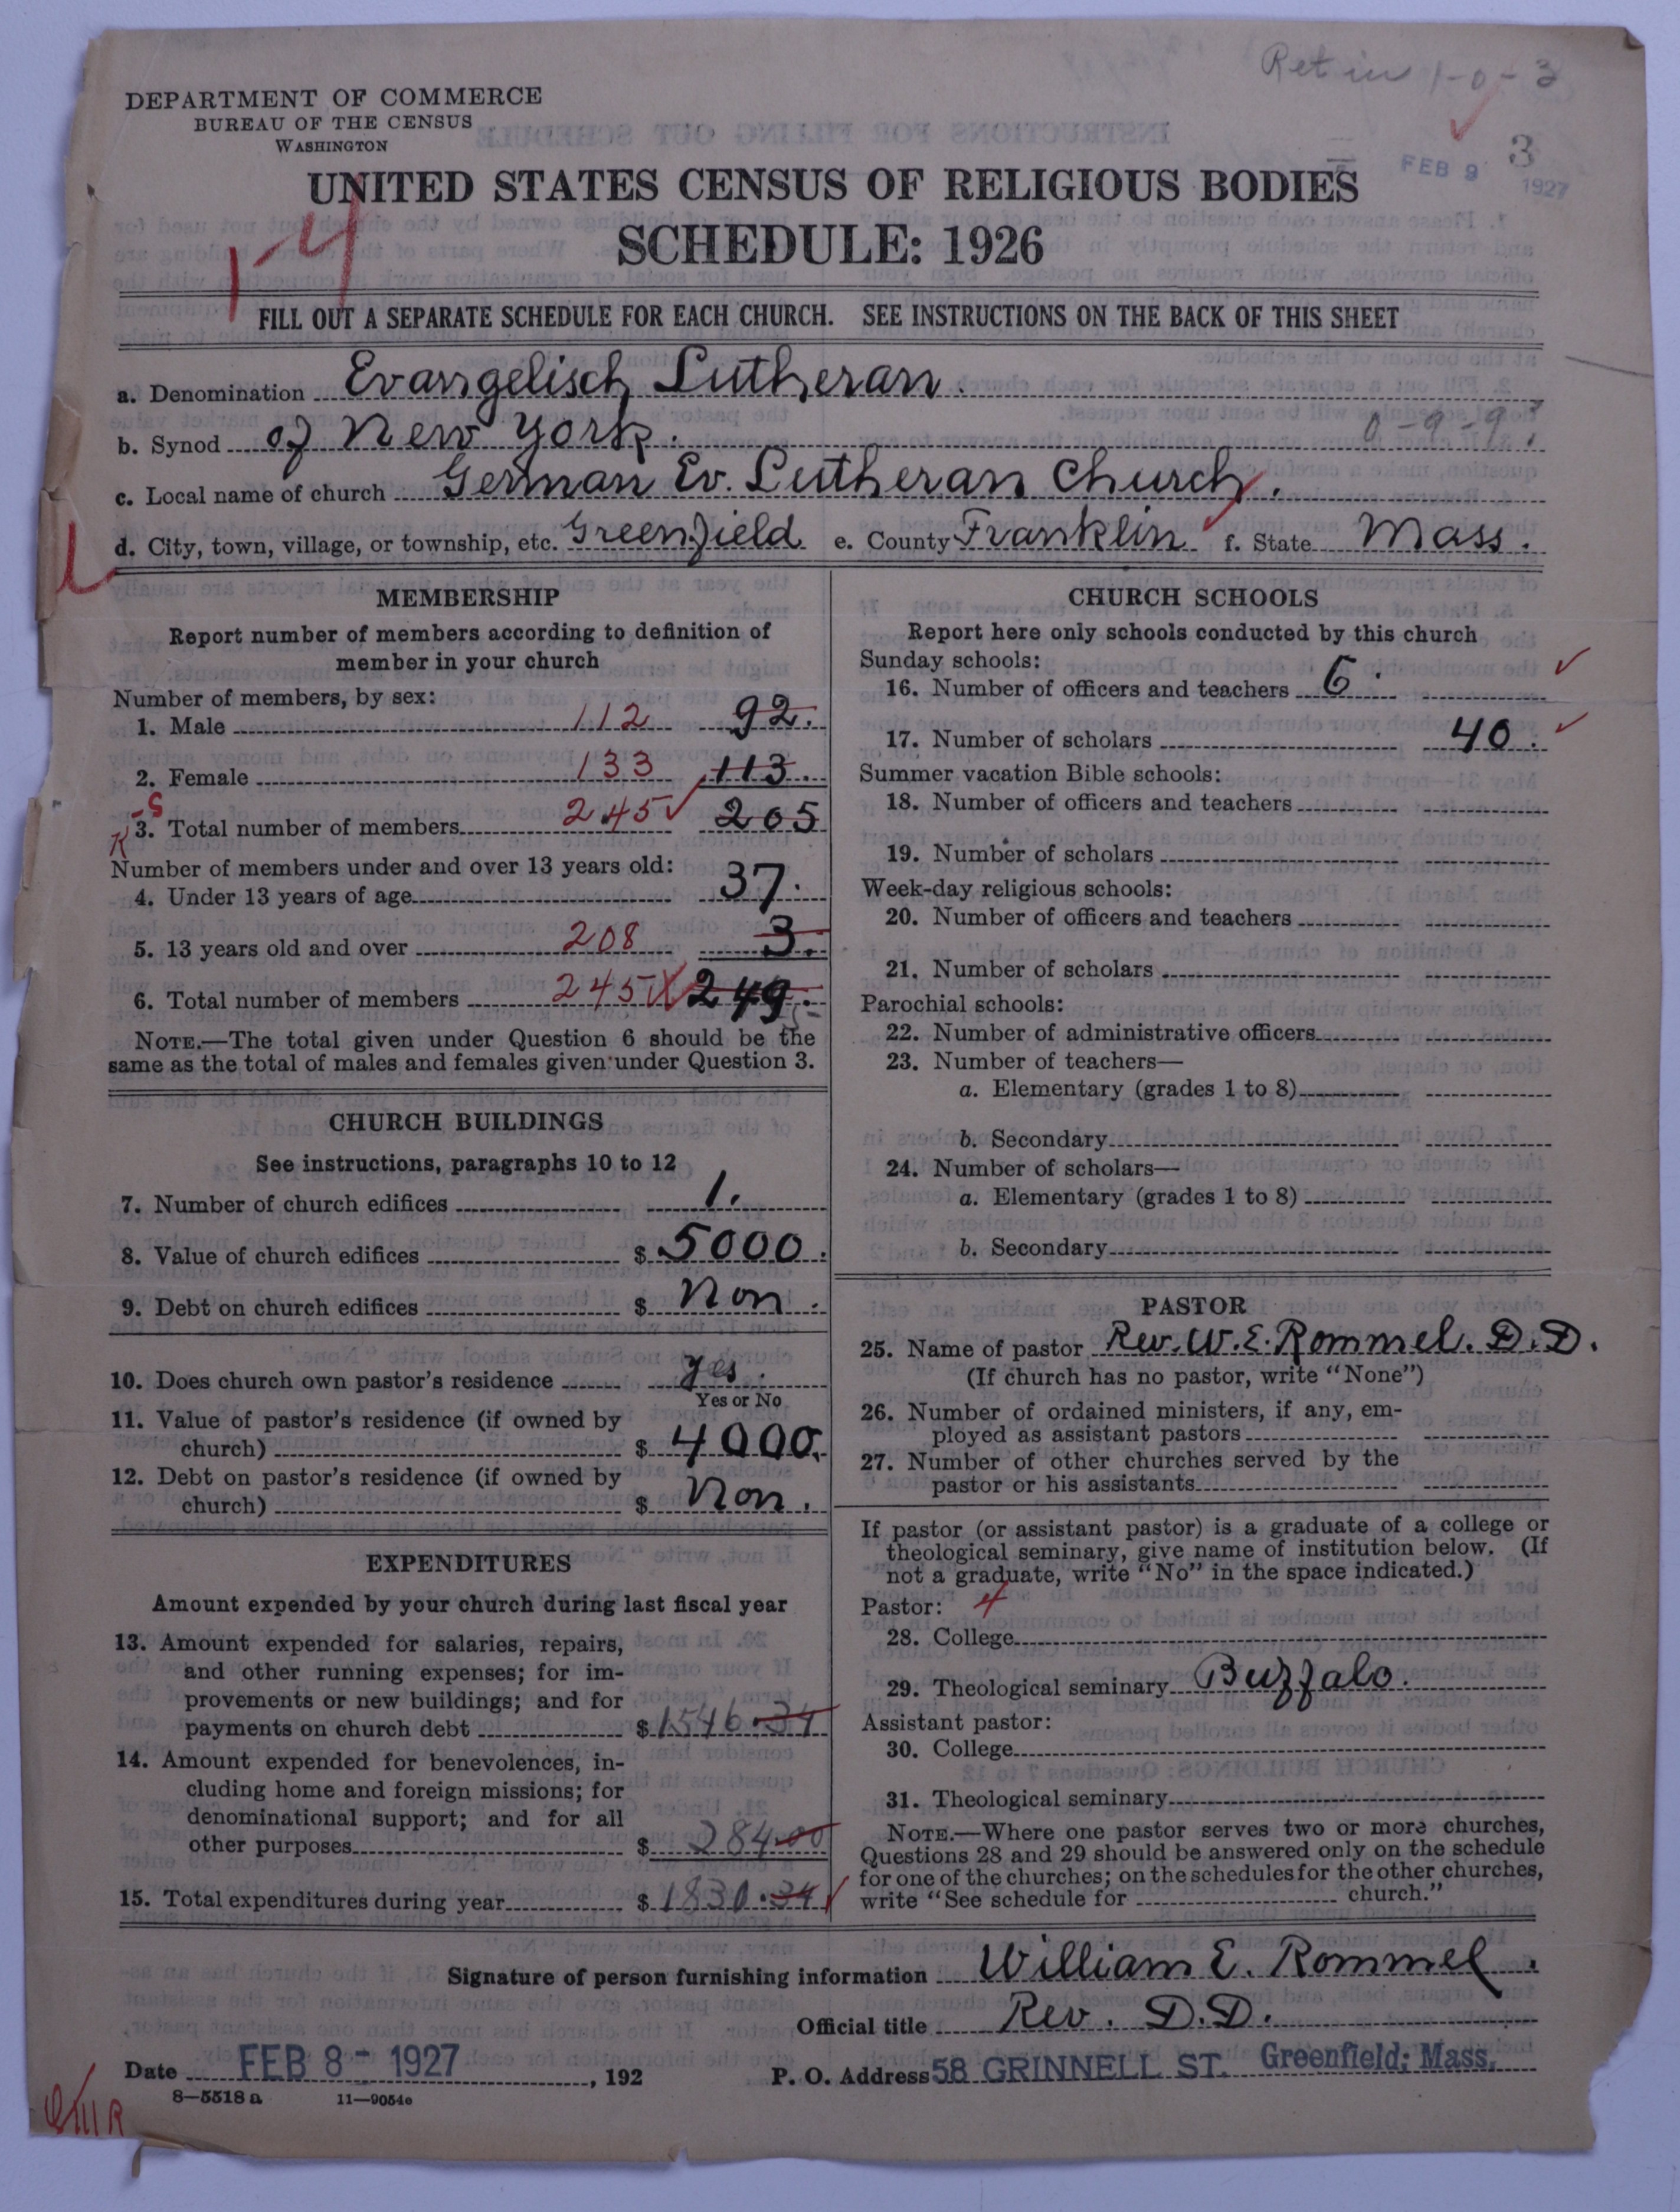 Ret in 1-0-3
DEPARTMENT OF COMMERCE
BUREAU OF THE CENSUS
WASHINGTON
3
FEB 9 1927
UNITED STATES CENSUS OF RELIGIOUS BODIES
SCHEDULE: 1926
1-4
FILL OUT A SEPARATE SCHEDULE FOR EACH CHURCH. SEE INSTRUCTIONS ON THE BACK OF THIS SHEET
a. Denomination Evangelisch Lutheran.
b. Synod of New York. 0-9-9
c. Local name of church German Ev. Lutheran Church.
d. City, town, village, or township, etc. Greenfield e. County Franklin f. State Mass.
MEMBERSHIP
Report number of members according to definition of
member in your church
Number of members, by sex:
1. Male 112 92.
2. Female 133 113.
3. Total number of members 245 205
Number of members under and over 13 years old:
4. Under 13 years of age 37.
5. 13 years old and over 208 3.
6. Total number of members 245 249.
NOTE.—The total given under Question 6 should be the
same as the total of males and females given under Question 3.
CHURCH BUILDINGS
See instructions, paragraphs 10 to 12
7. Number of church edifices 1.
8. Value of church edifices $ 5000.
9. Debt on church edifices $ Non.
10. Does church own pastor's residence yes.
Yes or No
11. Value of pastor's residence (if owned by
church) $ 4000.
12. Debt on pastor's residence (if owned by
church) $ Non.
EXPENDITURES
Amount expended by your church during last fiscal year
13. Amount expended for salaries, repairs,
and other running expenses; for im-
provements or new buildings; and for
payments on church debt $ 1546.34
14. Amount expended for benevolences, in-
cluding home and foreign missions; for
denominational support; and for all
other purposes $ 284.00
15. Total expenditures during year $ 1830.34
CHURCH SCHOOLS
Report here only schools conducted by this church
Sunday schools:
16. Number of officers and teachers 6.
17. Number of scholars 40.
Summer vacation Bible schools:
18. Number of officers and teachers
19. Number of scholars
Week-day religious schools:
20. Number of officers and teachers
21. Number of scholars
Parochial schools:
22. Number of administrative officers
23. Number of teachers—
a. Elementary (grades 1 to 8)
b. Secondary
24. Number of scholars—
a. Elementary (grades 1 to 8)
b. Secondary
PASTOR
25. Name of pastor Rev. W. E. Rommel. D.D.
(If church has no pastor, write "None")
26. Number of ordained ministers, if any, em-
ployed as assistant pastors
27. Number of other churches served by the
pastor or his assistants
If pastor (or assistant pastor) is a graduate of a college or
theological seminary, give name of institution below. (If
not a graduate, write "No" in the space indicated.)
Pastor: 4
28. College
29. Theological seminary Buffalo.
Assistant pastor:
30. College
31. Theological seminary
NOTE.—Where one pastor serves two or more churches,
Questions 28 and 29 should be answered only on the schedule
for one of the churches; on the schedules for the other churches,
write "See schedule for church."
Signature of person furnishing information William E. Rommel.
Official title Rev. D.D.
Date FEB 8 - 1927, 192
P. O. Address 58 GRINNELL ST. Greenfield; Mass.
8—5518 a 11—9054e